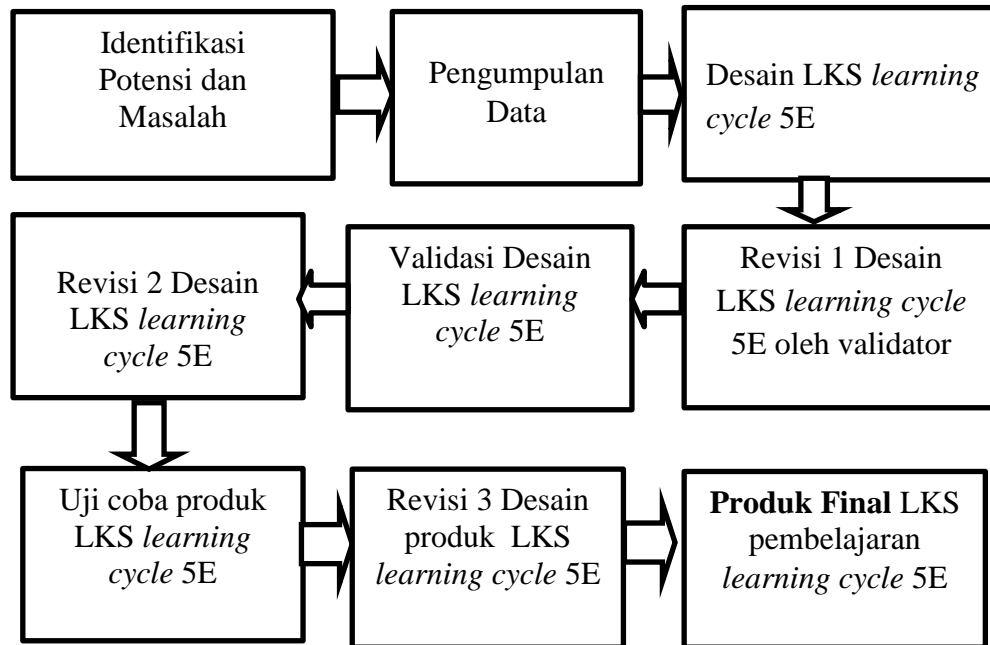 Identifikasi
Potensi dan
Masalah
Pengumpulan
Data
Desain LKS learning
cycle 5E
Revisi 1 Desain
LKS learning cycle
5E oleh validator
Validasi Desain
LKS learning
cycle 5E
Revisi 2 Desain
LKS learning
cycle 5E
Uji coba produk
LKS learning
cycle 5E
Revisi 3 Desain
produk LKS
learning cycle 5E
Produk Final LKS
pembelajaran
learning cycle 5E